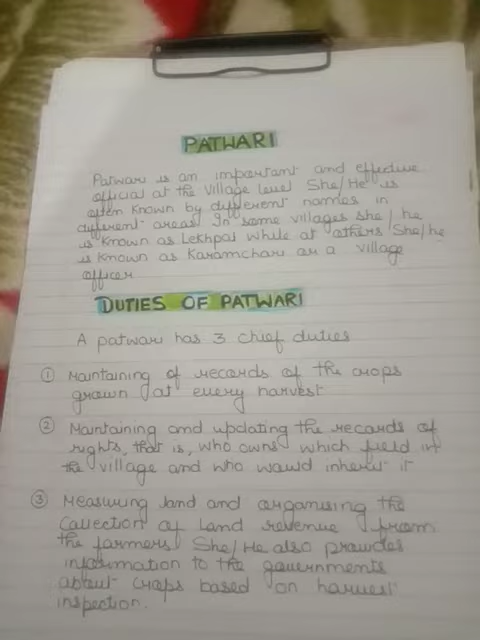 PATWARI
Patwari is an important and effective
official at the village level She/He is
often known by different names in
different areas In some villages she/he
is known as Lekhpal while at others She/he
is known as Karamchari or a village
officer
DUTIES OF PATWARI
A patwari has 3 chief duties
① Maintaining of records of the crops
grown at every harvest
② Maintaining and updating the records of
rights, that is, who owns which field in
the village and who would inherit it
③ Measuring land and organising the
collection of land revenue from
the farmers She/He also provides
information to the governments
about crops based on harvest
inspection.